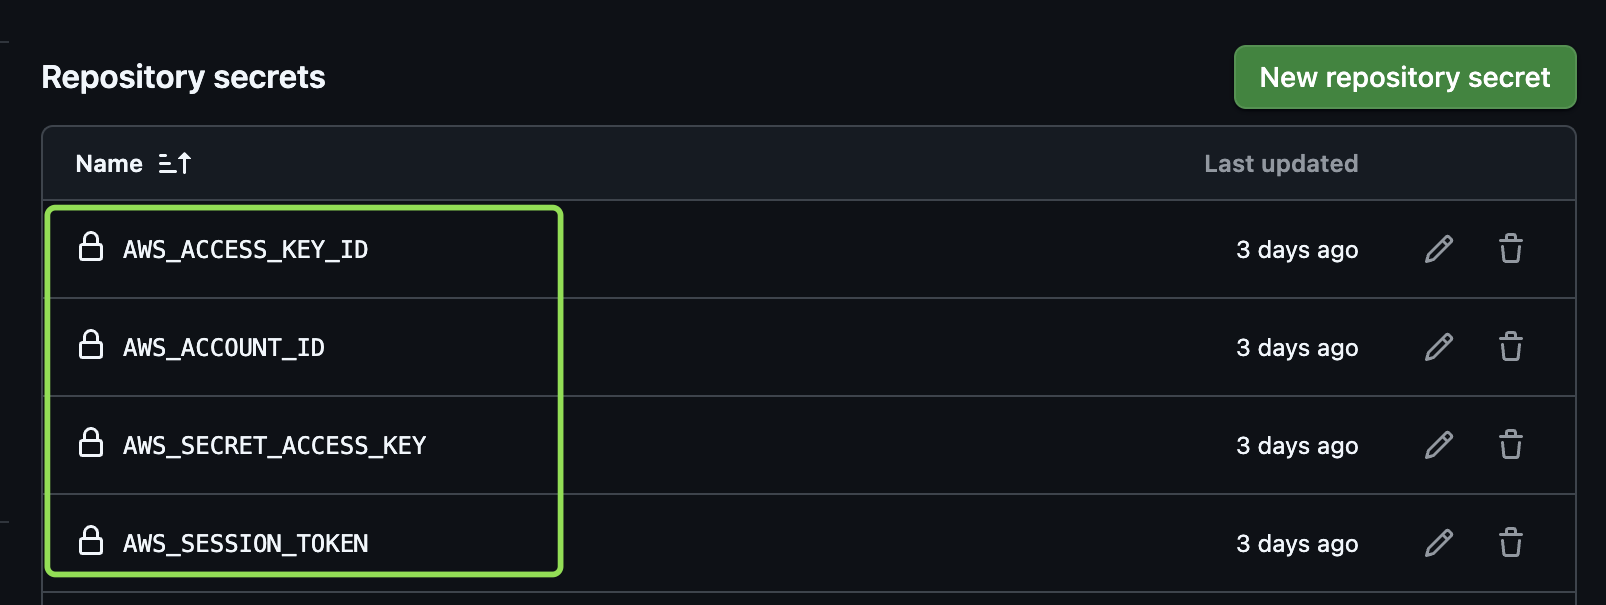 Repository secrets
New repository secret
Name
Last updated
AWS_ACCESS_KEY_ID
3 days ago
AWS_ACCOUNT_ID
3 days ago
AWS_SECRET_ACCESS_KEY
3 days ago
AWS_SESSION_TOKEN
3 days ago